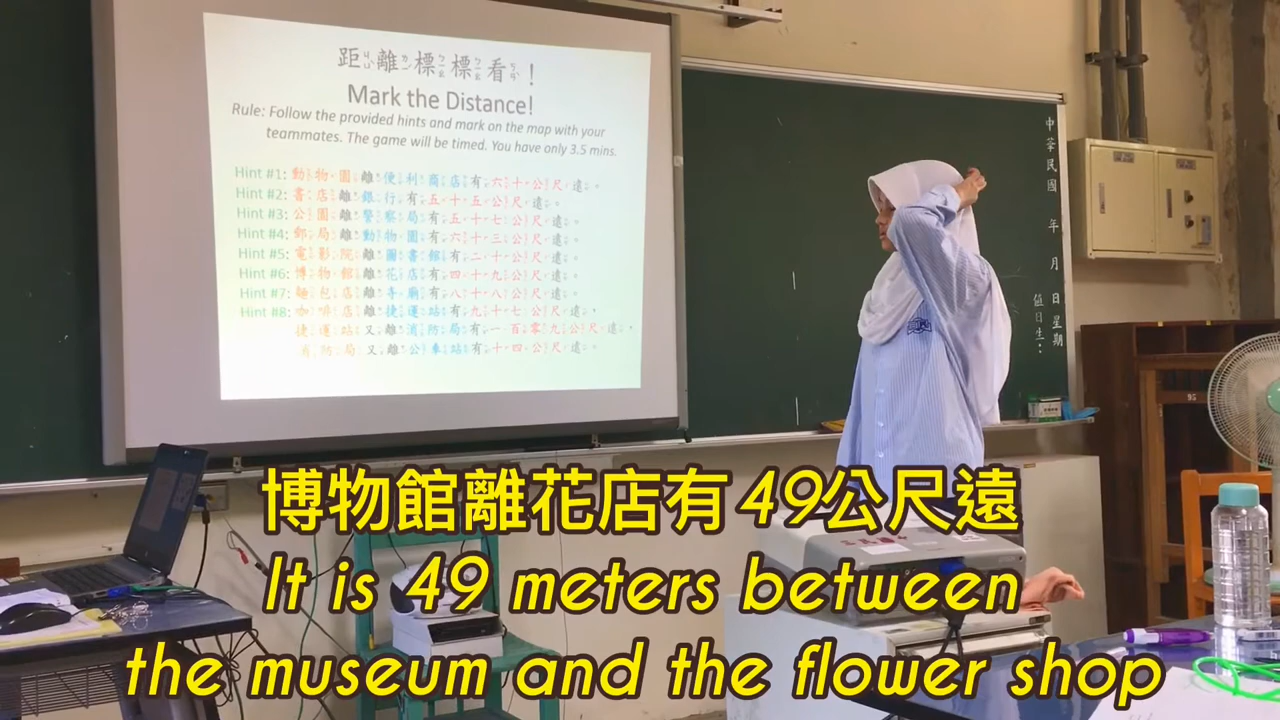 距離標標看！
Mark the Distance!
Rule: Follow the provided hints and mark on the map with your
teammates. The game will be timed. You have only 3.5 mins.
Hint #1: 動物園離便利商店有六十公尺遠。
Hint #2: 書店離銀行有五十五公尺遠。
Hint #3: 公園離警察局有五十七公尺遠。
Hint #4: 郵局離動物園有六十三公尺遠。
Hint #5: 電影院離圖書館有二十公尺遠。
Hint #6: 博物館離花店有四十九公尺遠。
Hint #7: 麵包店離寺廟有八十八公尺遠。
Hint #8: 咖啡店離捷運站有九十七公尺遠，
捷運站又離消防局有一百零九公尺遠，
消防局又離公車站有十四公尺遠。
中華民國 年 月 日 星期
值日生：
95
博物館離花店有49公尺遠
It is 49 meters between
the museum and the flower shop